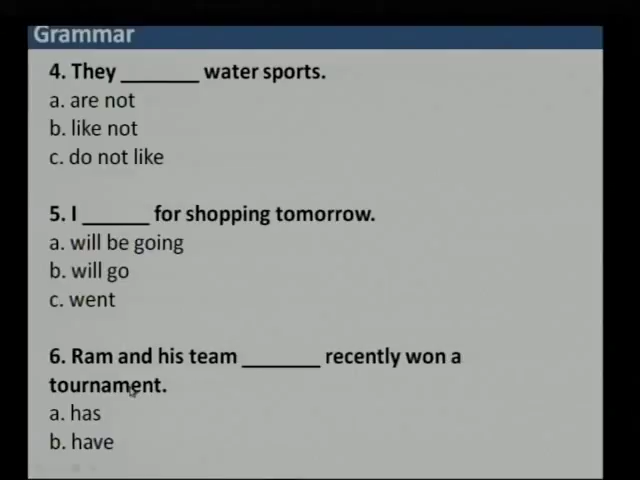 Grammar
4. They _______ water sports.
a. are not
b. like not
c. do not like
5. I ______ for shopping tomorrow.
a. will be going
b. will go
c. went
6. Ram and his team _______ recently won a
tournament.
a. has
b. have